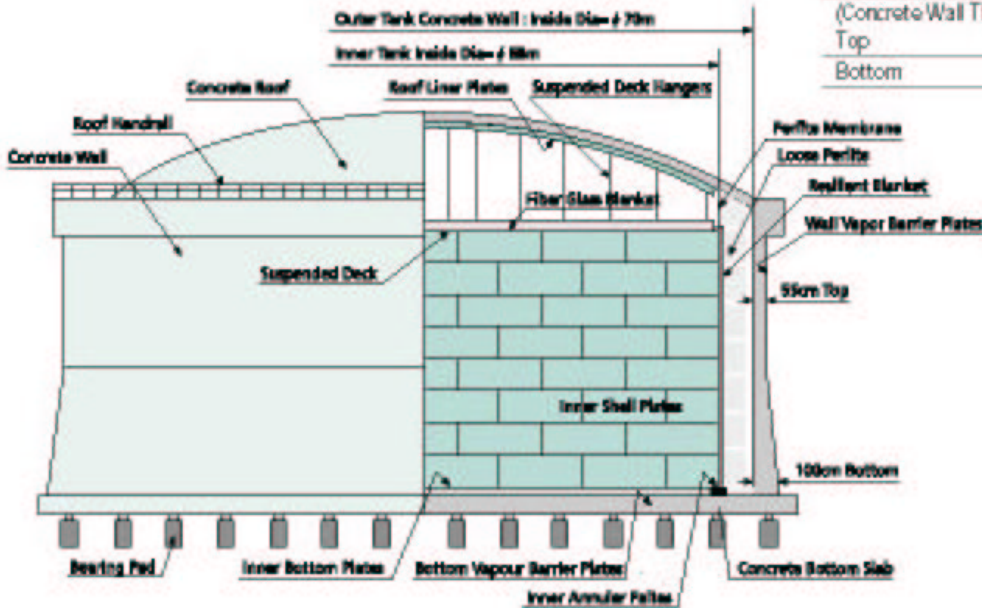 Outer Tank Concrete Wall : Inside Dia= ϕ 70m
(Concrete Wall
Top
Bottom
Inner Tank Inside Dia= ϕ
Concrete Roof
Roof Liner Plates
Suspended Deck Hangers
Roof Handrail
Perlite Membrane
Concrete Wall
Loose Perlite
Resilient Blanket
Fiber Glass Blanket
Wall Vapor Barrier Plates
Suspended Deck
55cm Top
Inner Shell Plates
100cm Bottom
Bearing Pad
Inner Bottom Plates
Bottom Vapour Barrier Plates
Concrete Bottom Slab
Inner Annular